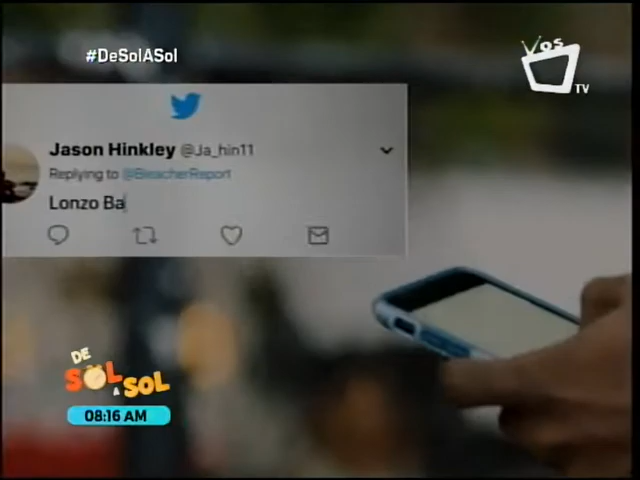 #DeSolASol
VOS
TV
Jason Hinkley @Ja_hin11
Replying to @BleacherReport
Lonzo Ba
DE
SOL
A SOL
08:16 AM